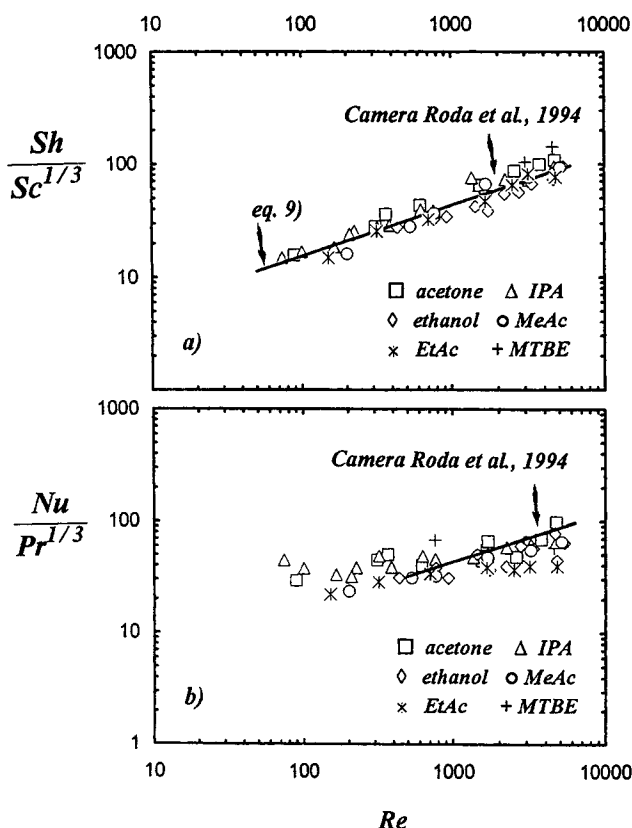 10 100 1000 10000
1000
Camera Roda et al., 1994
Sh
Sc^{1/3}
100
eq. 9)
10
□ acetone △ IPA
◇ ethanol ○ MeAc
a)
✳ EtAc + MTBE
1000
Camera Roda et al., 1994
Nu
Pr^{1/3}
100
10
□ acetone △ IPA
◇ ethanol ○ MeAc
b)
✳ EtAc + MTBE
1
10 100 1000 10000
Re